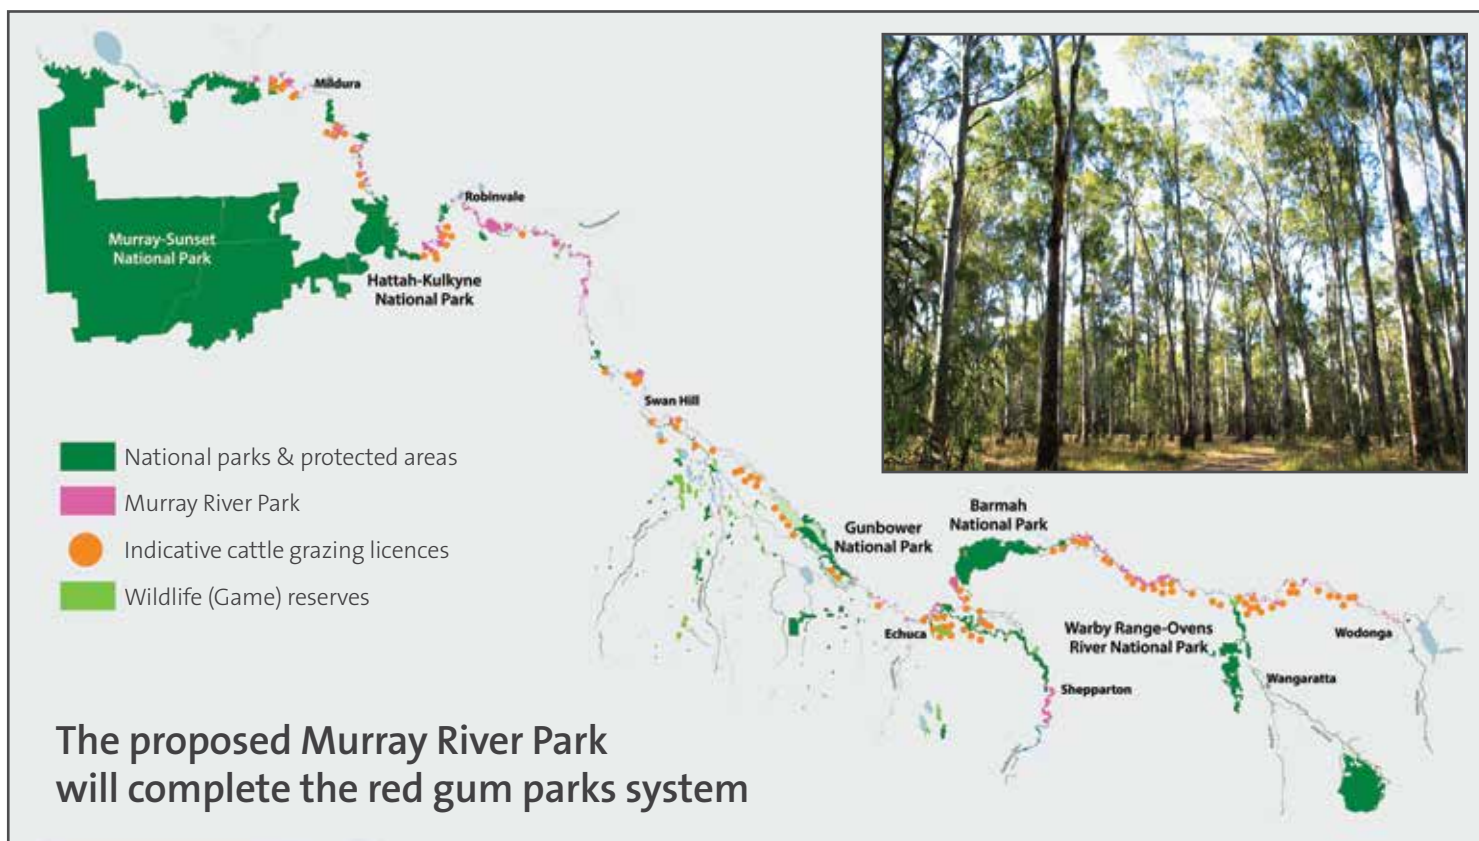 Mildura
Robinvale
Murray-Sunset
National Park
Hattah-Kulkyne
National Park
Swan Hill
National parks & protected areas
Murray River Park
Indicative cattle grazing licences
Wildlife (Game) reserves
Barmah
National Park
Gunbower
National Park
Echuca
Warby Range-Ovens
River National Park
Wodonga
Wangaratta
Shepparton
The proposed Murray River Park
will complete the red gum parks system